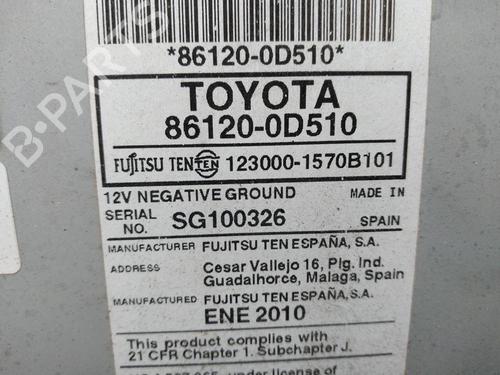 *86120-0D510*
TOYOTA
86120-0D510
FUJITSU TEN TEN 123000-1570B101
12V NEGATIVE GROUND MADE IN
SERIAL NO. SG100326 SPAIN
MANUFACTURER FUJITSU TEN ESPAÑA, S.A.
ADDRESS Cesar Vallejo 16, Plg. Ind.
Guadalhorce, Malaga, Spain
MANUFACTURED FUJITSU TEN ESPAÑA, S.A.
ENE 2010
This product complies with
21 CFR Chapter 1. Subchapter J.
under license of
B-PARTS